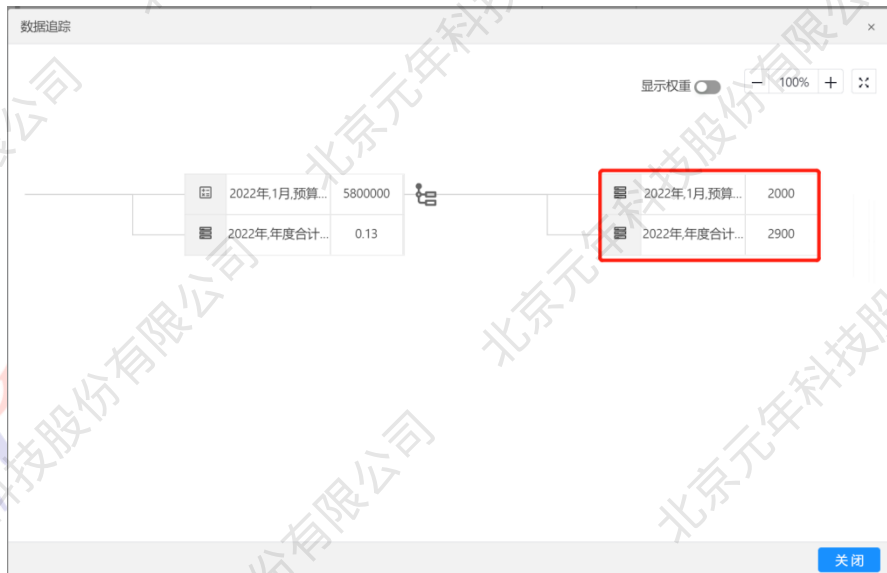 数据追踪
×
显示权重
100%
2022年,1月,预算... 5800000
2022年,年度合计... 0.13
2022年,1月,预算... 2000
2022年,年度合计... 2900
关闭
北京元年科技股份有限公司